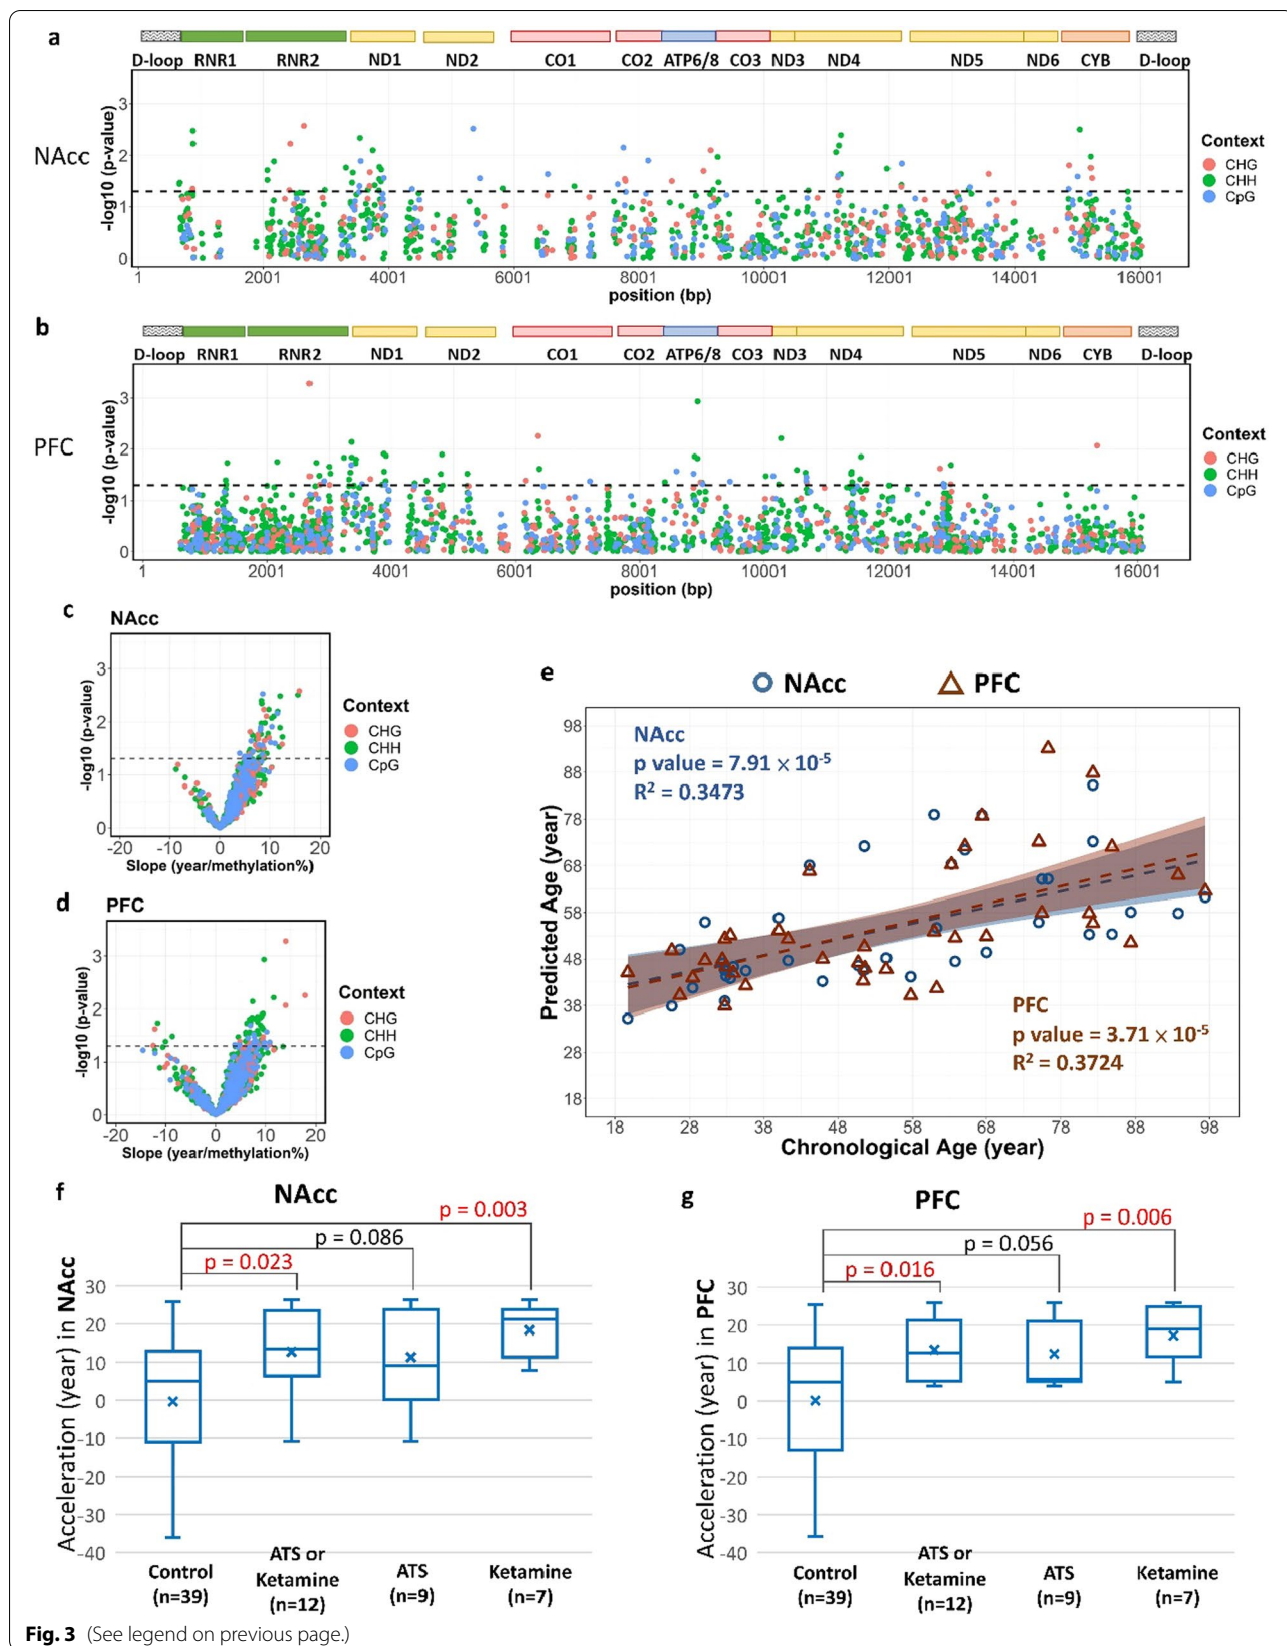 a
D-loop RNR1 RNR2 ND1 ND2 CO1 CO2 ATP6/8 CO3 ND3 ND4 ND5 ND6 CYB D-loop
NAcc
-log10 (p-value)
3
2
1
0
1 2001 4001 6001 8001 10001 12001 14001 16001
position (bp)
Context
CHG
CHH
CpG
b
D-loop RNR1 RNR2 ND1 ND2 CO1 CO2 ATP6/8 CO3 ND3 ND4 ND5 ND6 CYB D-loop
PFC
-log10 (p-value)
3
2
1
0
1 2001 4001 6001 8001 10001 12001 14001 16001
position (bp)
Context
CHG
CHH
CpG
c
NAcc
-log10 (p-value)
3
2
1
0
-20 -10 0 10 20
Slope (year/methylation%)
Context
CHG
CHH
CpG
d
PFC
-log10 (p-value)
3
2
1
0
-20 -10 0 10 20
Slope (year/methylation%)
Context
CHG
CHH
CpG
e
NAcc PFC
NAcc
p value = 7.91 × 10-5
R2 = 0.3473
PFC
p value = 3.71 × 10-5
R2 = 0.3724
Predicted Age (year)
98
88
78
68
58
48
38
28
18
18 28 38 48 58 68 78 88 98
Chronological Age (year)
f
NAcc
p = 0.003
p = 0.086
p = 0.023
Acceleration (year) in NAcc
30
20
10
0
-10
-20
-30
-40
Control
(n=39)
ATS or
Ketamine
(n=12)
ATS
(n=9)
Ketamine
(n=7)
g
PFC
p = 0.006
p = 0.056
p = 0.016
Acceleration (year) in PFC
30
20
10
0
-10
-20
-30
-40
Control
(n=39)
ATS or
Ketamine
(n=12)
ATS
(n=9)
Ketamine
(n=7)
Fig. 3 (See legend on previous page.)